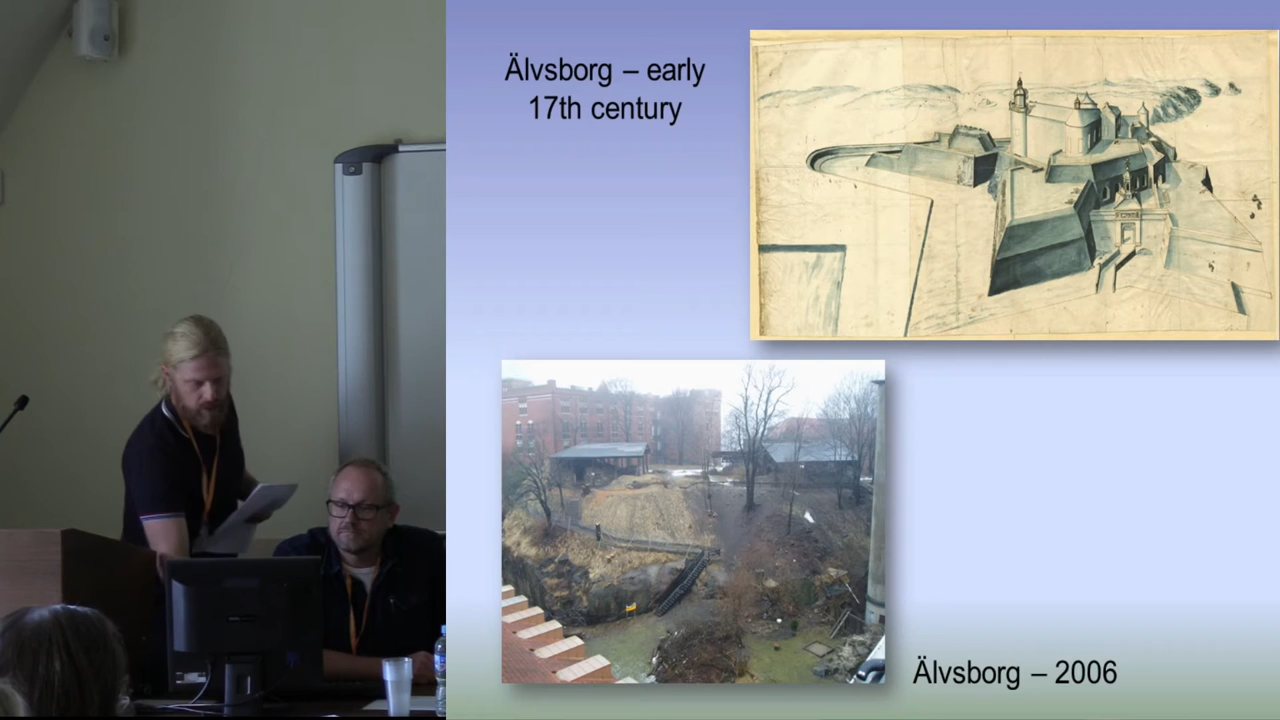 Älvsborg – early
17th century
Älvsborg – 2006